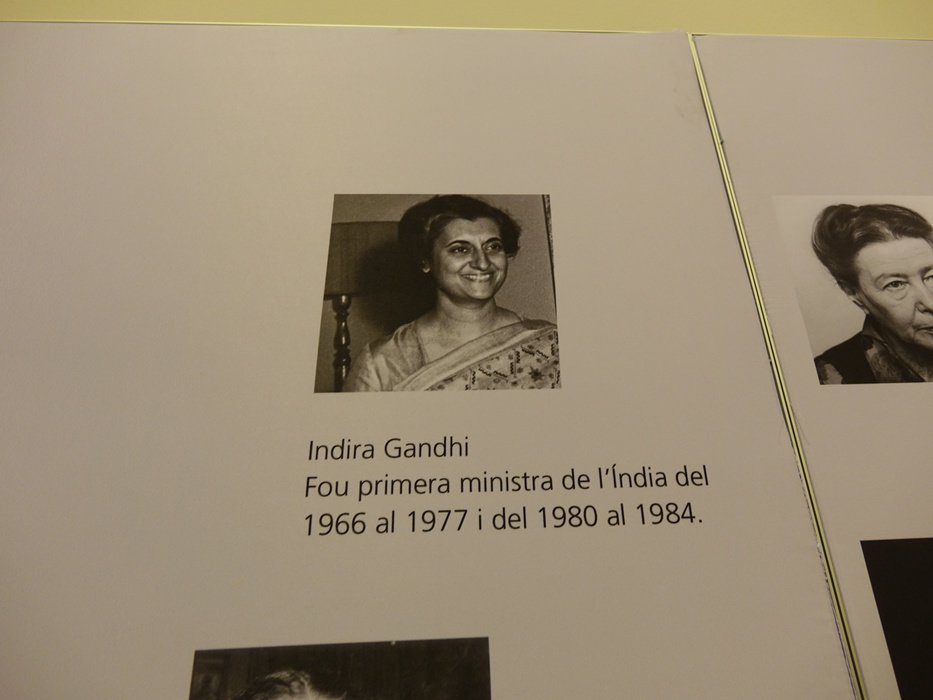 Indira Gandhi
Fou primera ministra de l'Índia del
1966 al 1977 i del 1980 al 1984.